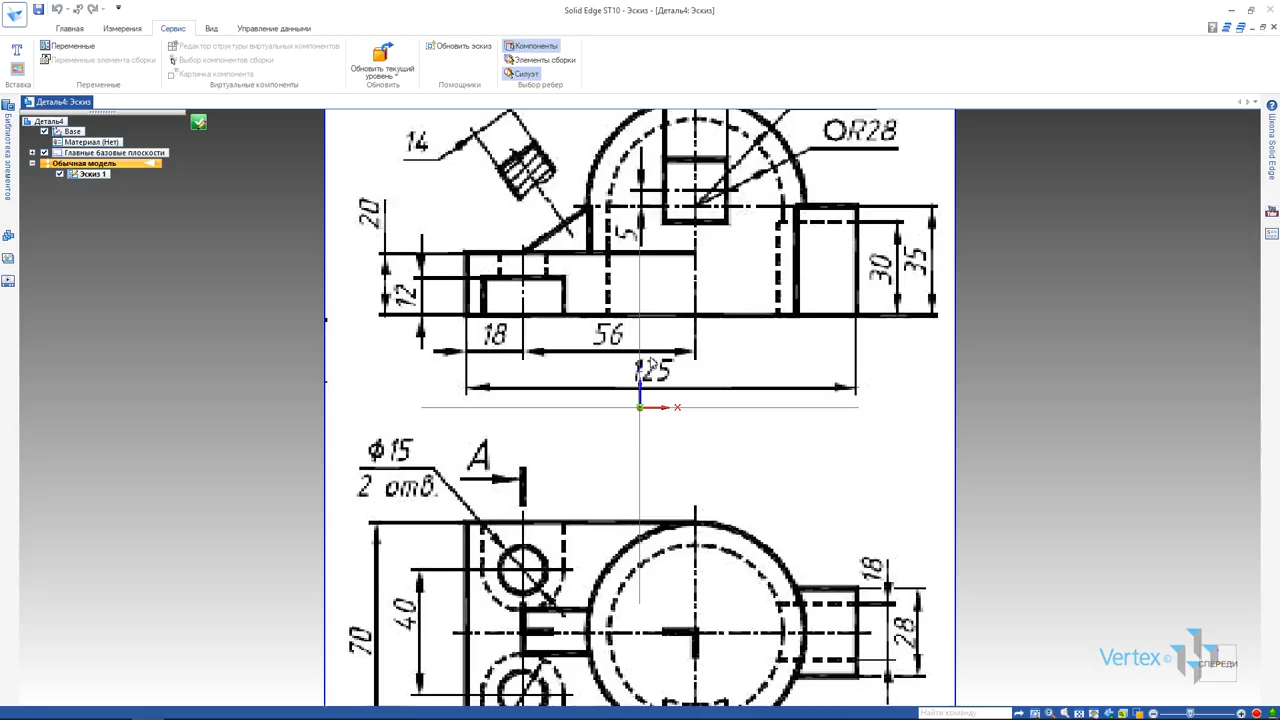 Solid Edge ST10 - Эскиз - [Деталь4: Эскиз]
Главная Измерения Сервис Вид Управление данными
Переменные
Переменные элемента сборки
Вставка
Переменные
Редактор структуры виртуальных компонентов
Выбор компонентов сборки
Картинка компонента
Виртуальные компоненты
Обновить текущий
уровень
Обновить
Обновить эскиз
Помощники
Компоненты
Элементы сборки
Силуэт
Выбор ребер
Деталь4: Эскиз
Библиотека элементов
Деталь4
Base
Материал (Нет)
Главные базовые плоскости
Обычная модель
Эскиз 1
Школа Solid Edge
You
Tube
14
OR28
20
5
12
30
35
18
56
125
X
Ф15
2 отв.
А
18
40
28
70
Vertex ©
СПЕРЕДИ
Найти команду